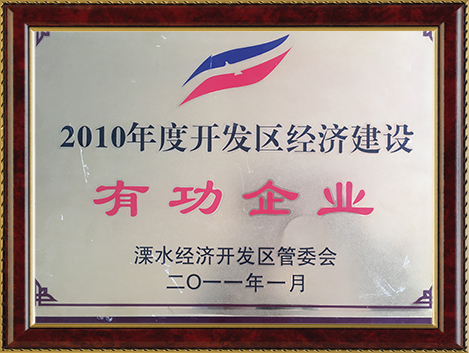 2010年度开发区经济建设
有功企业
溧水经济开发区管委会
二〇一一年一月